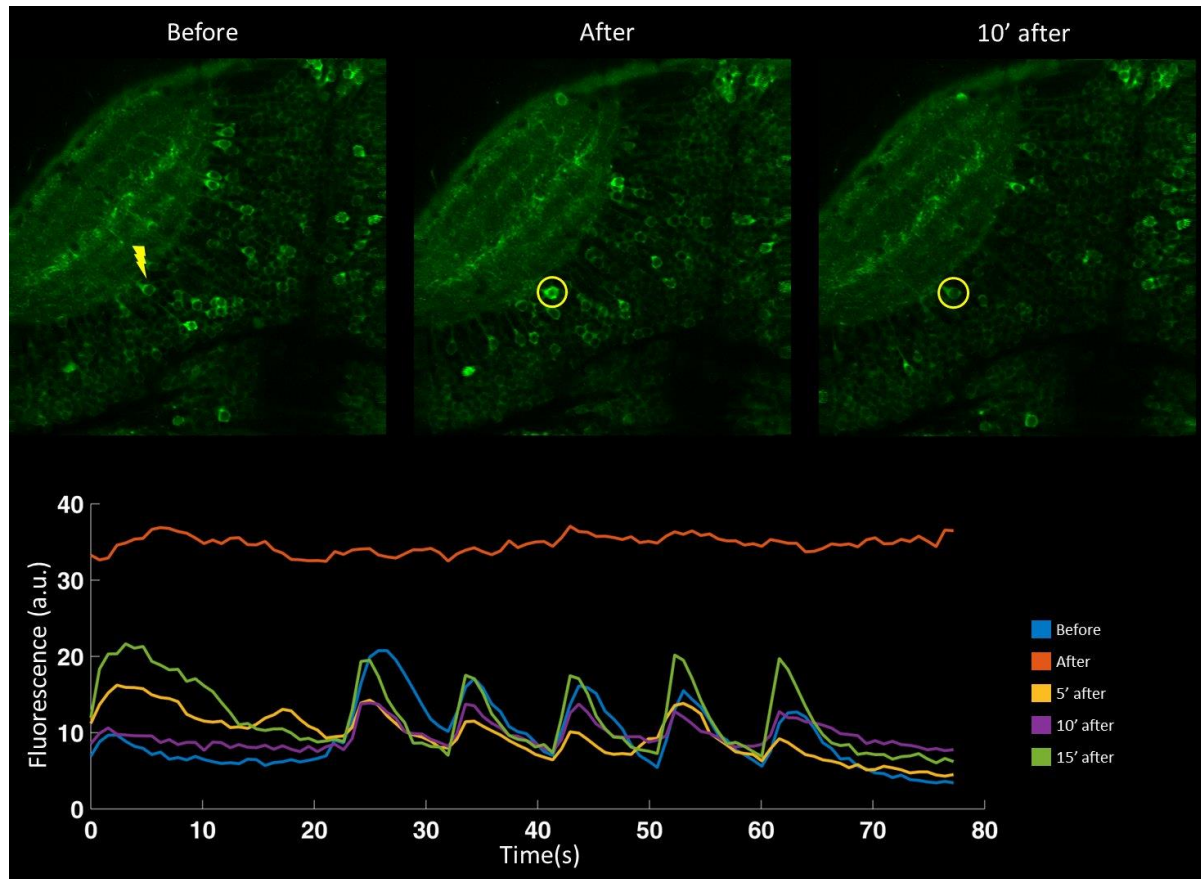 Before
After
10’ after
40
30
20
10
0
Fluorescence (a.u.)
0 10 20 30 40 50 60 70 80
Time(s)
Before
After
5’ after
10’ after
15’ after